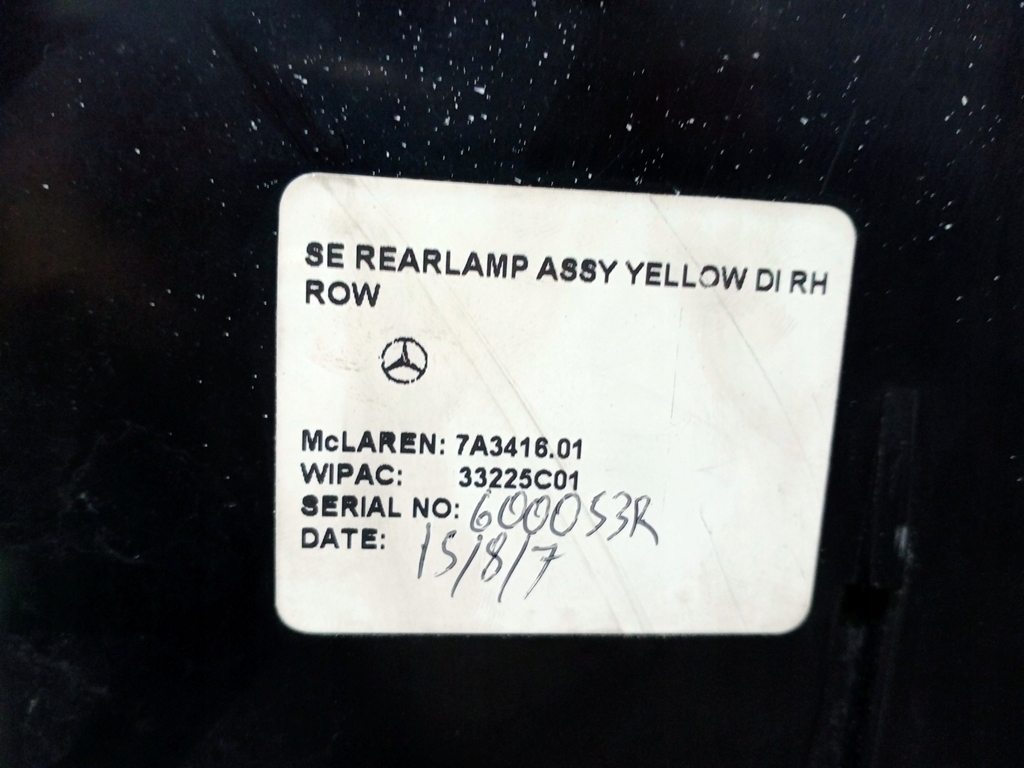 SE REARLAMP ASSY YELLOW DI RH
ROW
McLAREN: 7A3416.01
WIPAC: 33225C01
SERIAL NO: 600053R
DATE: 15/8/7